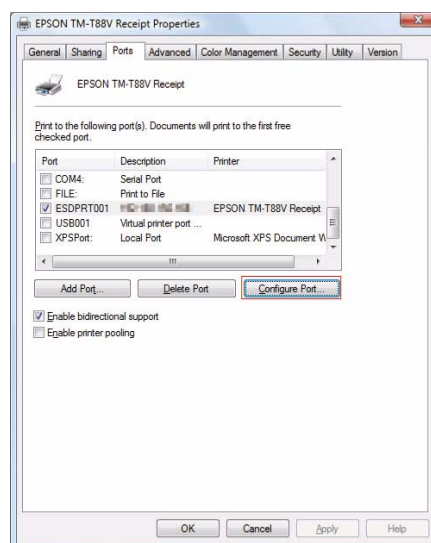 EPSON TM-T88V Receipt Properties
General Sharing Ports Advanced Color Management Security Utility Version
EPSON TM-T88V Receipt
Print to the following port(s). Documents will print to the first free
checked port.
Port Description Printer
COM4: Serial Port
FILE: Print to File
ESDPRT001 EPSON TM-T88V Receipt
USB001 Virtual printer port ...
XPSPort: Local Port Microsoft XPS Document W
Add Port... Delete Port Configure Port...
Enable bidirectional support
Enable printer pooling
OK Cancel Apply Help